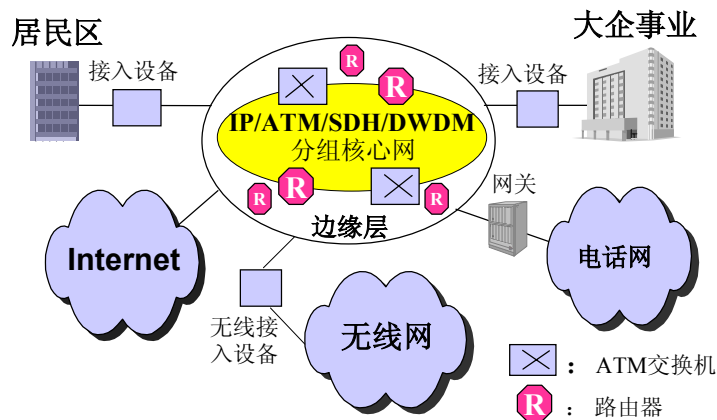 居民区
大企事业
接入设备
接入设备
R
R
IP/ATM/SDH/DWDM
分组核心网
R
R
R
网关
边缘层
Internet
电话网
无线接
入设备
无线网
： ATM交换机
R ： 路由器